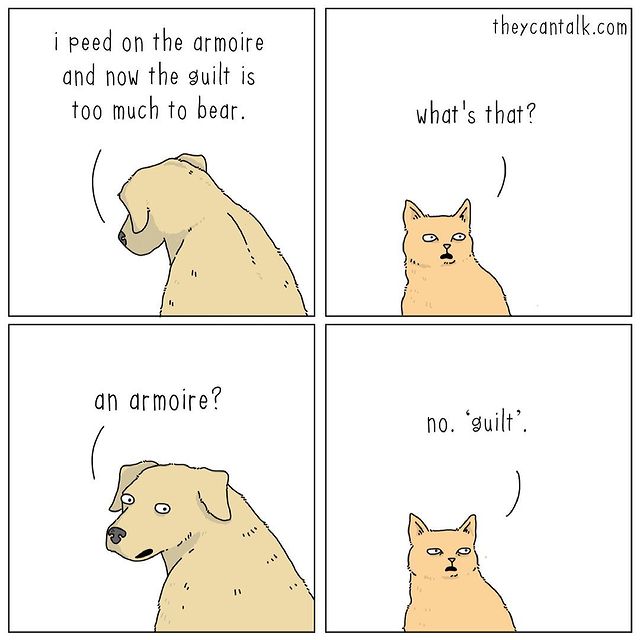 i peed on the armoire
and now the guilt is
too much to bear.
theycantalk.com
what's that?
an armoire?
no. ‘guilt’.